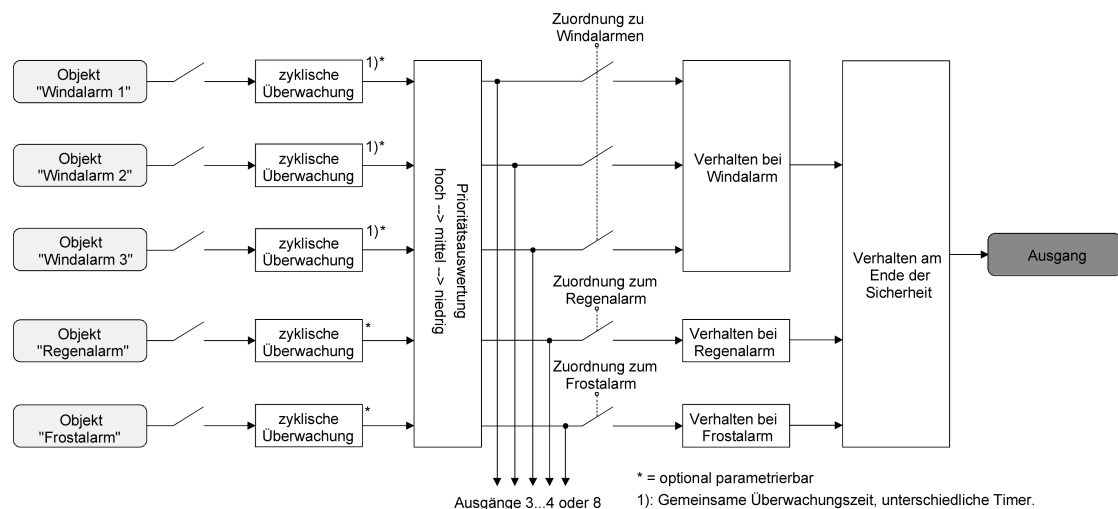 Zuordnung zu
Windalarmen
Objekt
"Windalarm 1"
zyklische
Überwachung
1)*
Objekt
"Windalarm 2"
zyklische
Überwachung
1)*
Objekt
"Windalarm 3"
zyklische
Überwachung
1)*
Objekt
"Regenalarm"
zyklische
Überwachung
*
Objekt
"Frostalarm"
zyklische
Überwachung
*
Prioritätsauswertung
hoch --> mittel --> niedrig
Verhalten bei
Windalarm
Zuordnung zum
Regenalarm
Verhalten bei
Regenalarm
Zuordnung zum
Frostalarm
Verhalten bei
Frostalarm
Verhalten am
Ende der
Sicherheit
Ausgang
Ausgänge 3...4 oder 8
* = optional parametrierbar
1): Gemeinsame Überwachungszeit, unterschiedliche Timer.